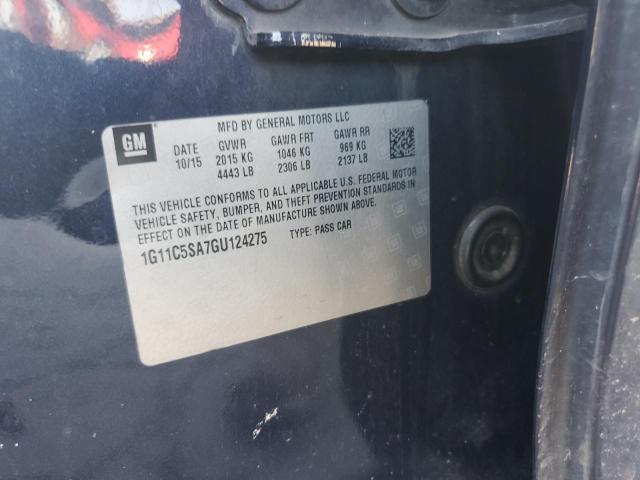 GM
MFD BY GENERAL MOTORS LLC
DATE GVWR GAWR FRT GAWR RR
10/15 2015 KG 1046 KG 969 KG
4443 LB 2306 LB 2137 LB
THIS VEHICLE CONFORMS TO ALL APPLICABLE U.S. FEDERAL MOTOR
VEHICLE SAFETY, BUMPER, AND THEFT PREVENTION STANDARDS IN
EFFECT ON THE DATE OF MANUFACTURE SHOWN ABOVE.
1G11C5SA7GU124275 TYPE: PASS CAR